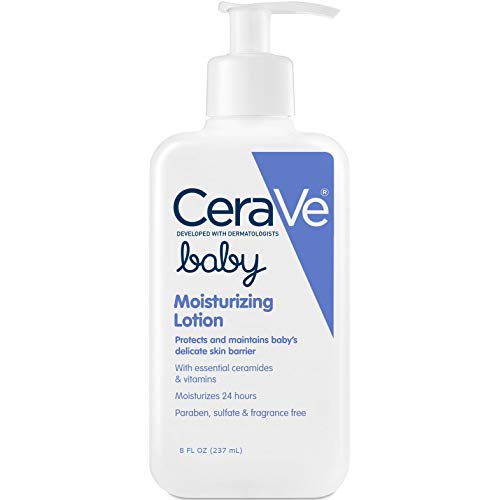 CeraVe®
DEVELOPED WITH DERMATOLOGISTS
baby
Moisturizing
Lotion
Protects and maintains baby's
delicate skin barrier
With essential ceramides
& vitamins
Moisturizes 24 hours
Paraben, sulfate & fragrance free
8 FL OZ (237 mL)